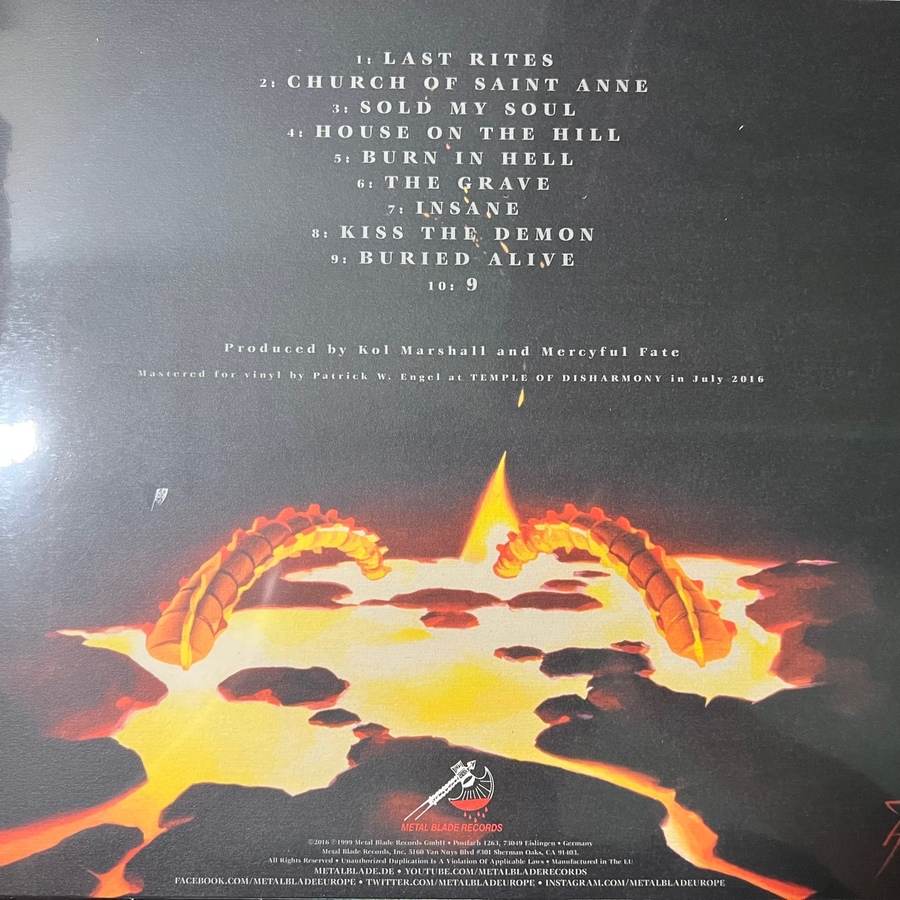 1: LAST RITES
2: CHURCH OF SAINT ANNE
3: SOLD MY SOUL
4: HOUSE ON THE HILL
5: BURN IN HELL
6: THE GRAVE
7: INSANE
8: KISS THE DEMON
9: BURIED ALIVE
10: 9
Produced by Kol Marshall and Mercyful Fate
Mastered for vinyl by Patrick W. Engel at TEMPLE OF DISHARMONY in July 2016
METAL BLADE RECORDS
©2016 ℗1999 Metal Blade Records GmbH • Postfach 1263, 73049 Eislingen • Germany
Metal Blade Records, Inc. 5160 Van Nuys Blvd #301 Sherman Oaks, CA 91403.
All Rights Reserved • Unauthorized Duplication Is A Violation Of Applicable Laws • Manufactured in The EU
METALBLADE.DE • YOUTUBE.COM/METALBLADERECORDS
FACEBOOK.COM/METALBLADEEUROPE • TWITTER.COM/METALBLADEEUROPE • INSTAGRAM.COM/METALBLADEEUROPE